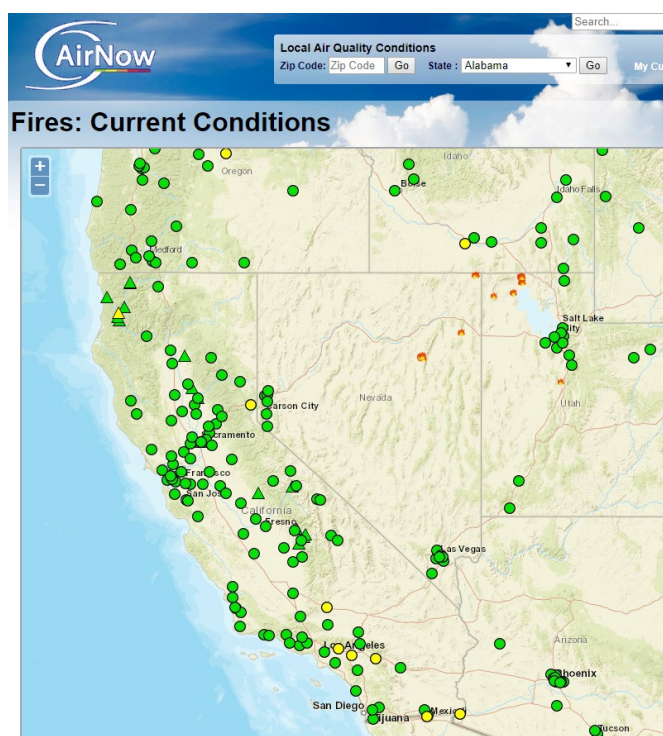 Search...
AirNow
Local Air Quality Conditions
Zip Code: Zip Code Go State : Alabama Go My Cu
Fires: Current Conditions
+
−
Idaho
Oregon
Boise
Idaho Falls
Medford
Salt Lake
City
Carson City
Nevada
Utah
Sacramento
Francisco
San Jos
California
Fresno
Las Vegas
Los Angeles
Arizona
Phoenix
San Diego
Tijuana
Mexicali
Tucson